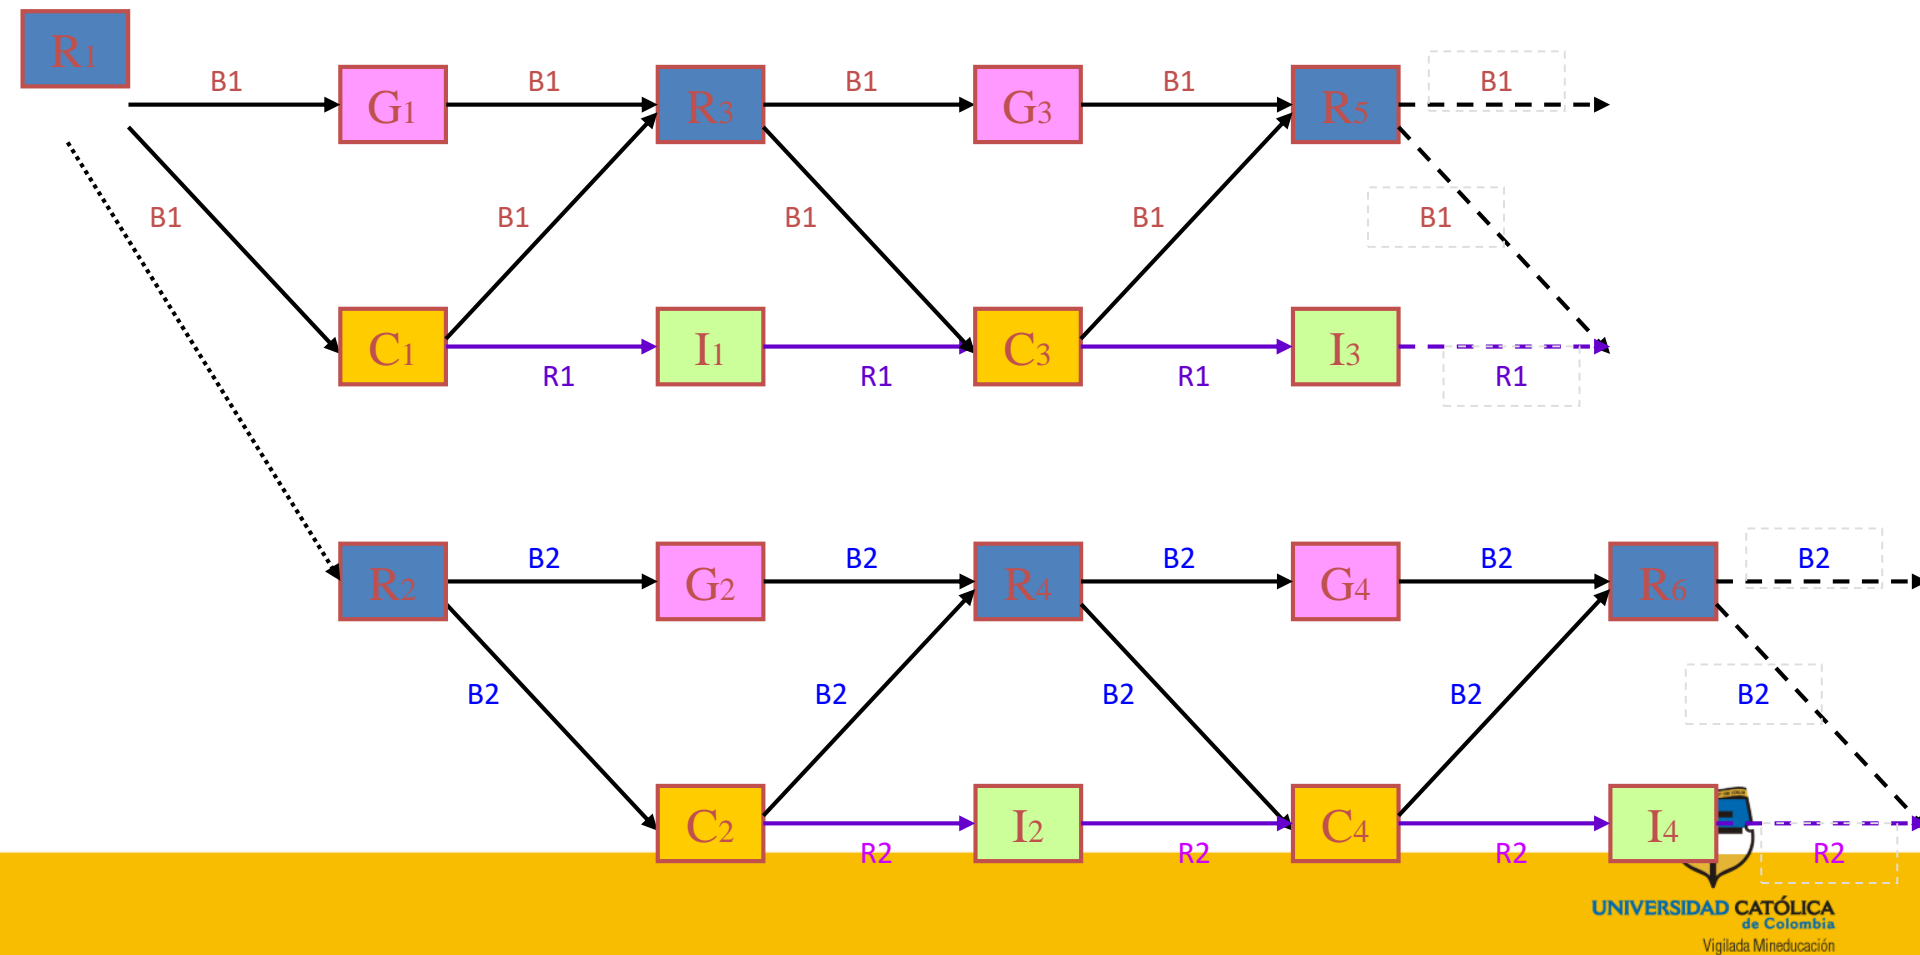 R1
B1 B1 B1 B1 B1
G1 R3 G3 R5
B1 B1 B1 B1 B1
C1 I1 C3 I3
R1 R1 R1 R1
B2 B2 B2 B2 B2
R2 G2 R4 G4 R6
B2 B2 B2 B2 B2
C2 I2 C4 I4
R2 R2 R2 R2
UNIVERSIDAD CATÓLICA
de Colombia
Vigilada Mineducación